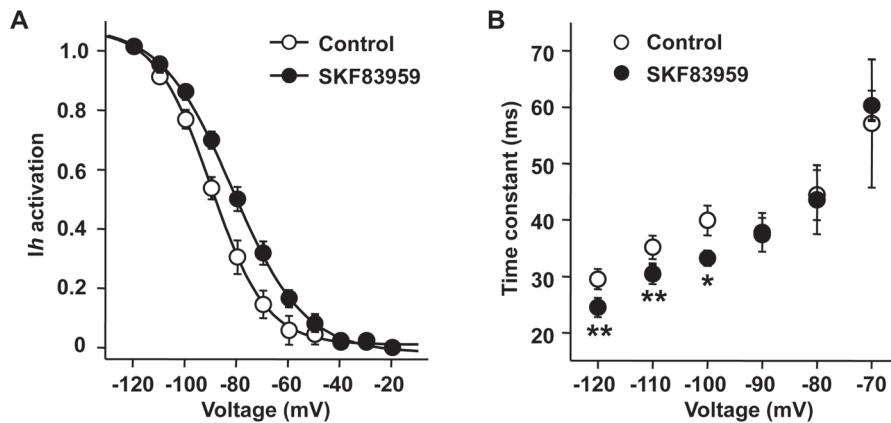 A
Control
SKF83959
1.0
0.8
0.6
0.4
0.2
0
Ih activation
-120 -100 -80 -60 -40 -20
Voltage (mV)
B
Control
SKF83959
70
60
50
40
30
20
Time constant (ms)
** ** *
-120 -110 -100 -90 -80 -70
Voltage (mV)